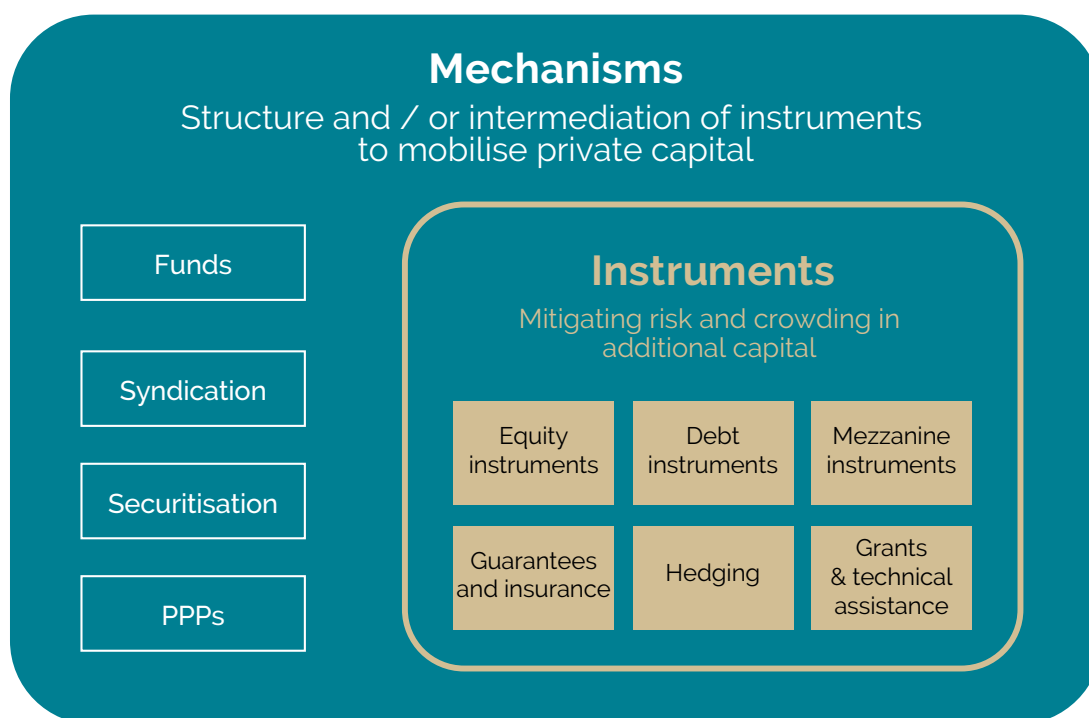 Mechanisms
Structure and / or intermediation of instruments
to mobilise private capital
Funds
Syndication
Securitisation
PPPs
Instruments
Mitigating risk and crowding in
additional capital
Equity
instruments
Debt
instruments
Mezzanine
instruments
Guarantees
and insurance
Hedging
Grants
& technical
assistance